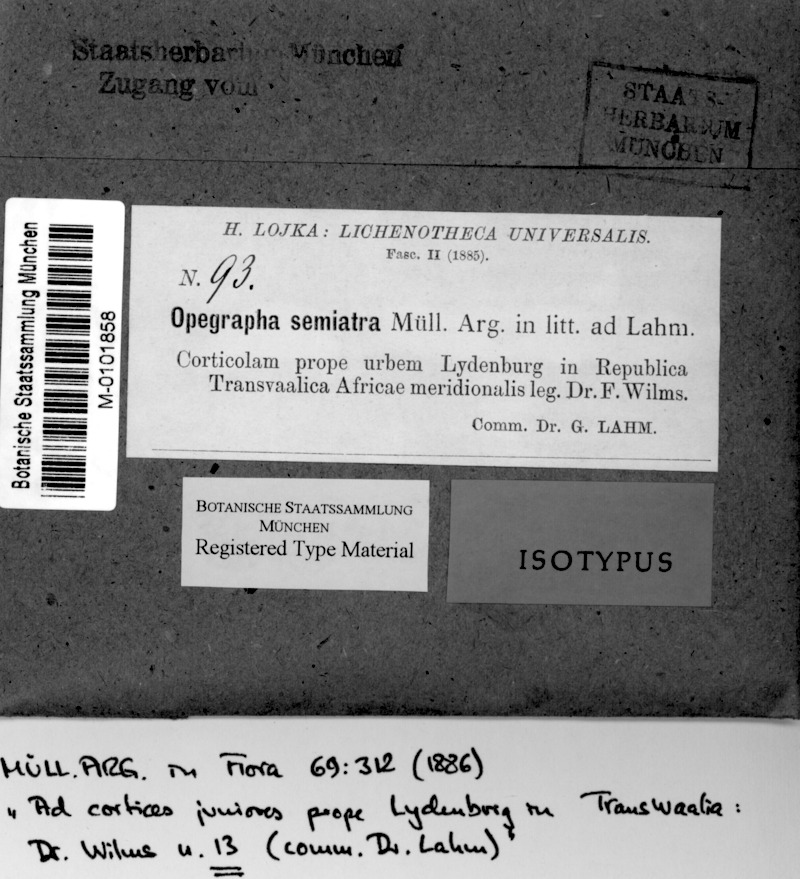 Staatsherbarium München
Zugang vom
STAATS-
HERBARIUM
MÜNCHEN
Botanische Staatssammlung München
M-0101858
H. LOJKA: LICHENOTHECA UNIVERSALIS.
Fasc. II (1885).
N. 93.
Opegrapha semiatra Müll. Arg. in litt. ad Lahm.
Corticolam prope urbem Lydenburg in Republica
Transvaalica Africae meridionalis leg. Dr. F. Wilms.
Comm. Dr. G. LAHM.
BOTANISCHE STAATSSAMMLUNG
MÜNCHEN
Registered Type Material
ISOTYPUS
MÜLL. ARG. in Flora 69:312 (1886)
"Ad cortices juniores prope Lydenborg in Transwaalia:
Dr. Wilms n. 13 (comm. Dr. Lahm)"